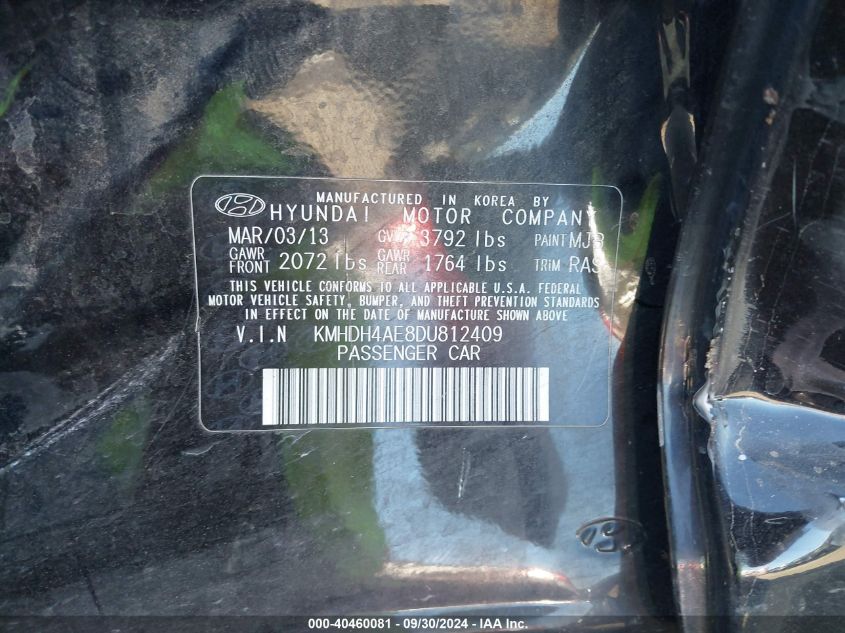 MANUFACTURED IN KOREA BY
HYUNDAI MOTOR COMPANY
MAR/03/13 3792 lbs PAINT
GAWR FRONT 2072 lbs GAWR REAR 1764 lbs TRIM RAS
THIS VEHICLE CONFORMS TO ALL APPLICABLE U.S.A. FEDERAL
MOTOR VEHICLE SAFETY, BUMPER, AND THEFT PREVENTION STANDARDS
IN EFFECT ON THE DATE OF MANUFACTURE SHOWN ABOVE
V.I.N KMHDH4AE8DU812409
PASSENGER CAR
000-40460081 - 09/30/2024 - IAA Inc.